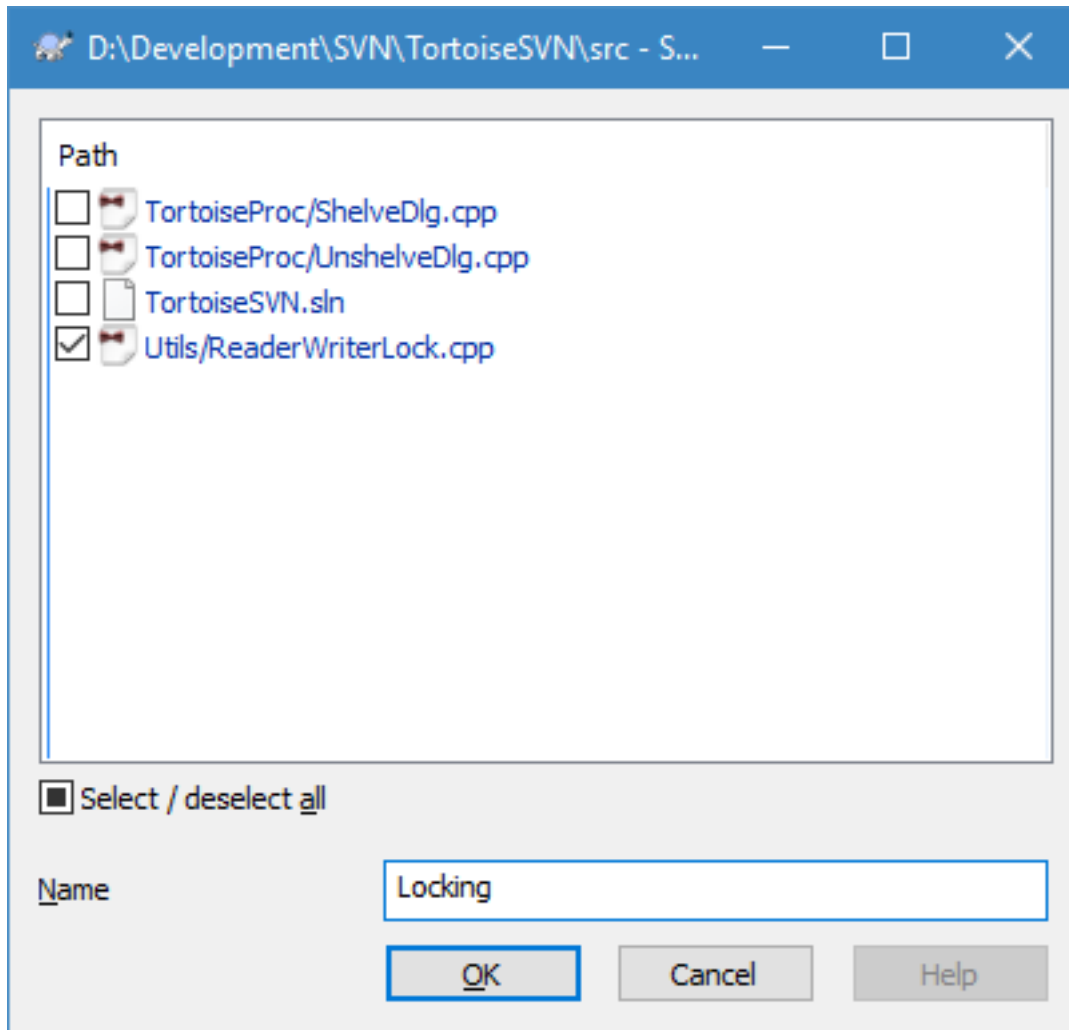 D:\Development\SVN\TortoiseSVN\src - S...
Path
TortoiseProc/ShelveDlg.cpp
TortoiseProc/UnshelveDlg.cpp
TortoiseSVN.sln
Utils/ReaderWriterLock.cpp
Select / deselect all
Name Locking
OK Cancel Help